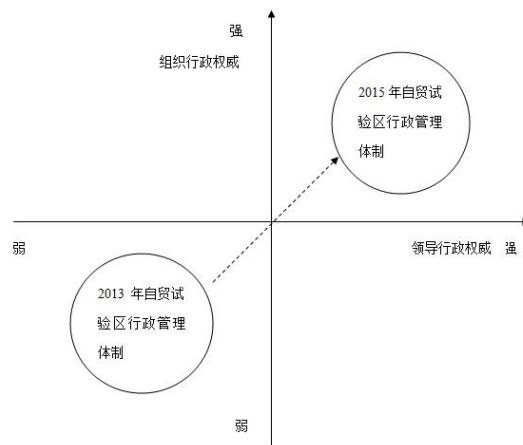 强
组织行政权威
2015 年自贸试
验区行政管理
体制
弱
领导行政权威 强
2013 年自贸试
验区行政管理
体制
弱